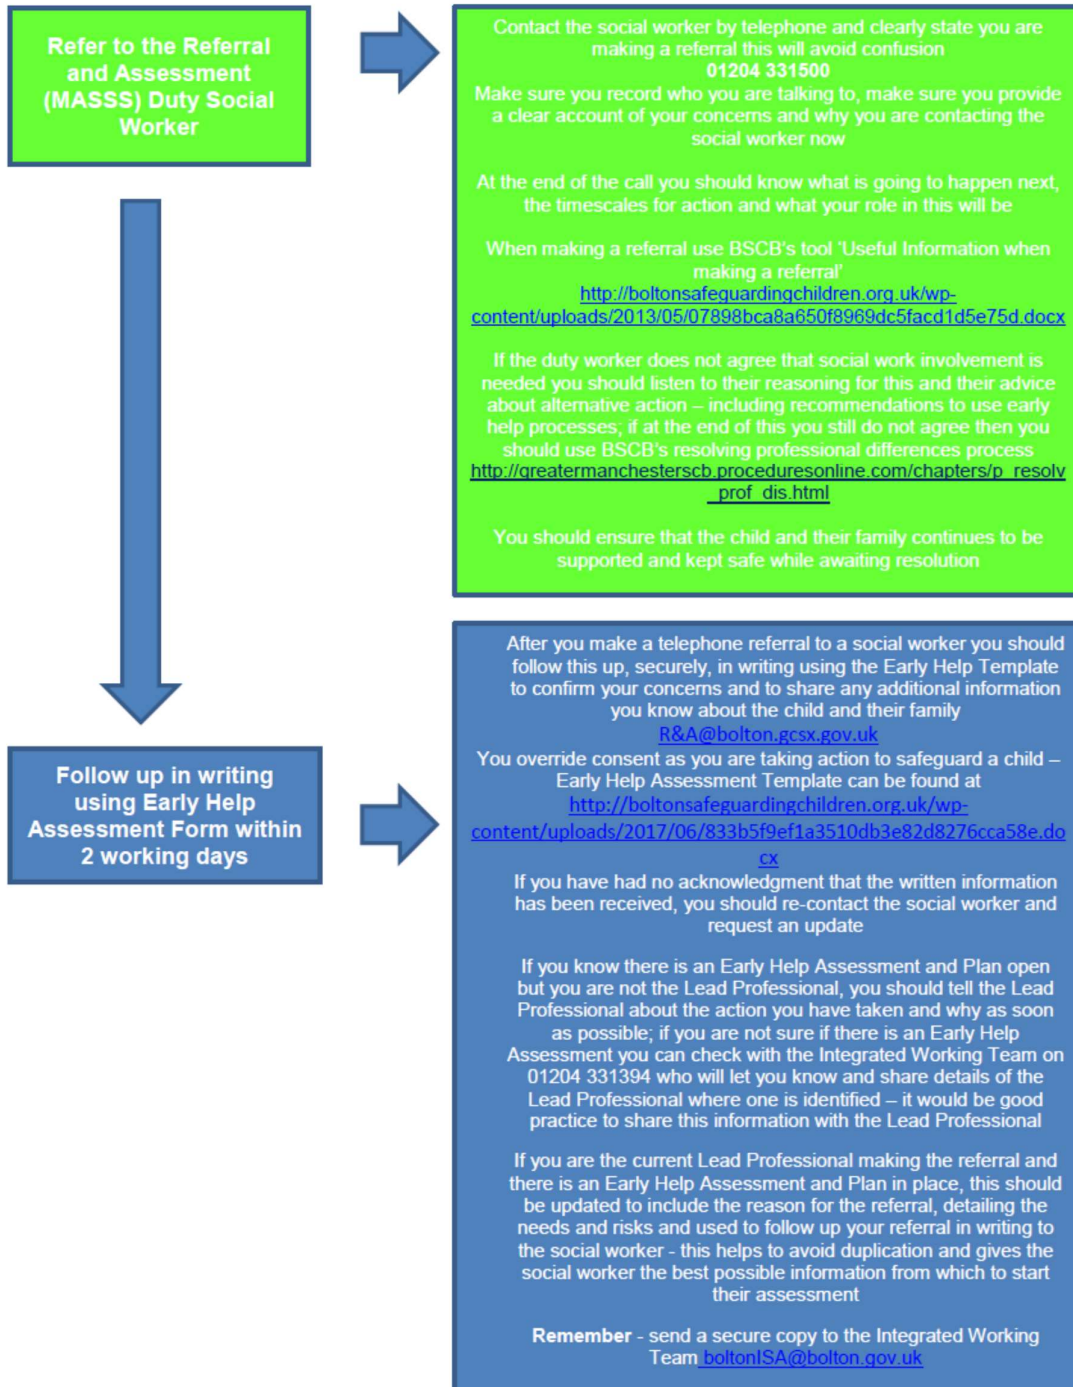 Refer to the Referral
and Assessment
(MASSS) Duty Social
Worker
Contact the social worker by telephone and clearly state you are
making a referral this will avoid confusion
01204 331500
Make sure you record who you are talking to, make sure you provide
a clear account of your concerns and why you are contacting the
social worker now
At the end of the call you should know what is going to happen next,
the timescales for action and what your role in this will be
When making a referral use BSCB's tool 'Useful Information when
making a referral'
http://boltonsafeguardingchildren.org.uk/wp-
content/uploads/2013/05/07898bca8a650f8969dc5facd1d5e75d.docx
If the duty worker does not agree that social work involvement is
needed you should listen to their reasoning for this and their advice
about alternative action – including recommendations to use early
help processes; if at the end of this you still do not agree then you
should use BSCB's resolving professional differences process
http://greatermanchesterscb.proceduresonline.com/chapters/p_resolv
_prof_dis.html
You should ensure that the child and their family continues to be
supported and kept safe while awaiting resolution
Follow up in writing
using Early Help
Assessment Form within
2 working days
After you make a telephone referral to a social worker you should
follow this up, securely, in writing using the Early Help Template
to confirm your concerns and to share any additional information
you know about the child and their family
R&A@bolton.gcsx.gov.uk
You override consent as you are taking action to safeguard a child –
Early Help Assessment Template can be found at
http://boltonsafeguardingchildren.org.uk/wp-
content/uploads/2017/06/833b5f9ef1a3510db3e82d8276cca58e.do
cx
If you have had no acknowledgment that the written information
has been received, you should re-contact the social worker and
request an update
If you know there is an Early Help Assessment and Plan open
but you are not the Lead Professional, you should tell the Lead
Professional about the action you have taken and why as soon
as possible; if you are not sure if there is an Early Help
Assessment you can check with the Integrated Working Team on
01204 331394 who will let you know and share details of the
Lead Professional where one is identified – it would be good
practice to share this information with the Lead Professional
If you are the current Lead Professional making the referral and
there is an Early Help Assessment and Plan in place, this should
be updated to include the reason for the referral, detailing the
needs and risks and used to follow up your referral in writing to
the social worker - this helps to avoid duplication and gives the
social worker the best possible information from which to start
their assessment
Remember - send a secure copy to the Integrated Working
Team boltonISA@bolton.gov.uk